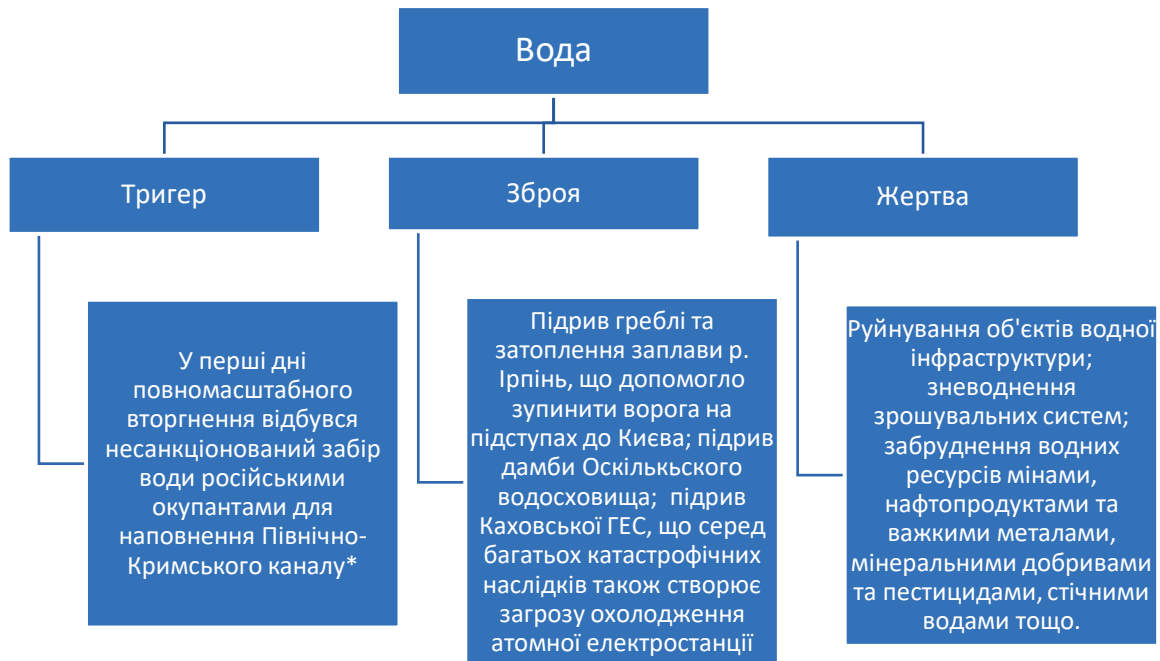 Вода
Тригер
Зброя
Жертва
У перші дні
повномасштабного
вторгнення відбувся
несанкціонований забір
води російськими
окупантами для
наповнення Північно-
Кримського каналу*
Підрив греблі та
затоплення заплави р.
Ірпінь, що допомогло
зупинити ворога на
підступах до Києва; підрив
дамби Оскількьского
водосховища;  підрив
Каховської ГЕС, що серед
багатьох катастрофічних
наслідків також створює
загрозу охолодження
атомної електростанції
Руйнування об'єктів водної
інфраструктури;
зневоднення
зрошувальних систем;
забруднення водних
ресурсів мінами,
нафтопродуктами та
важкими металами,
мінеральними добривами
та пестицидами, стічними
водами тощо.